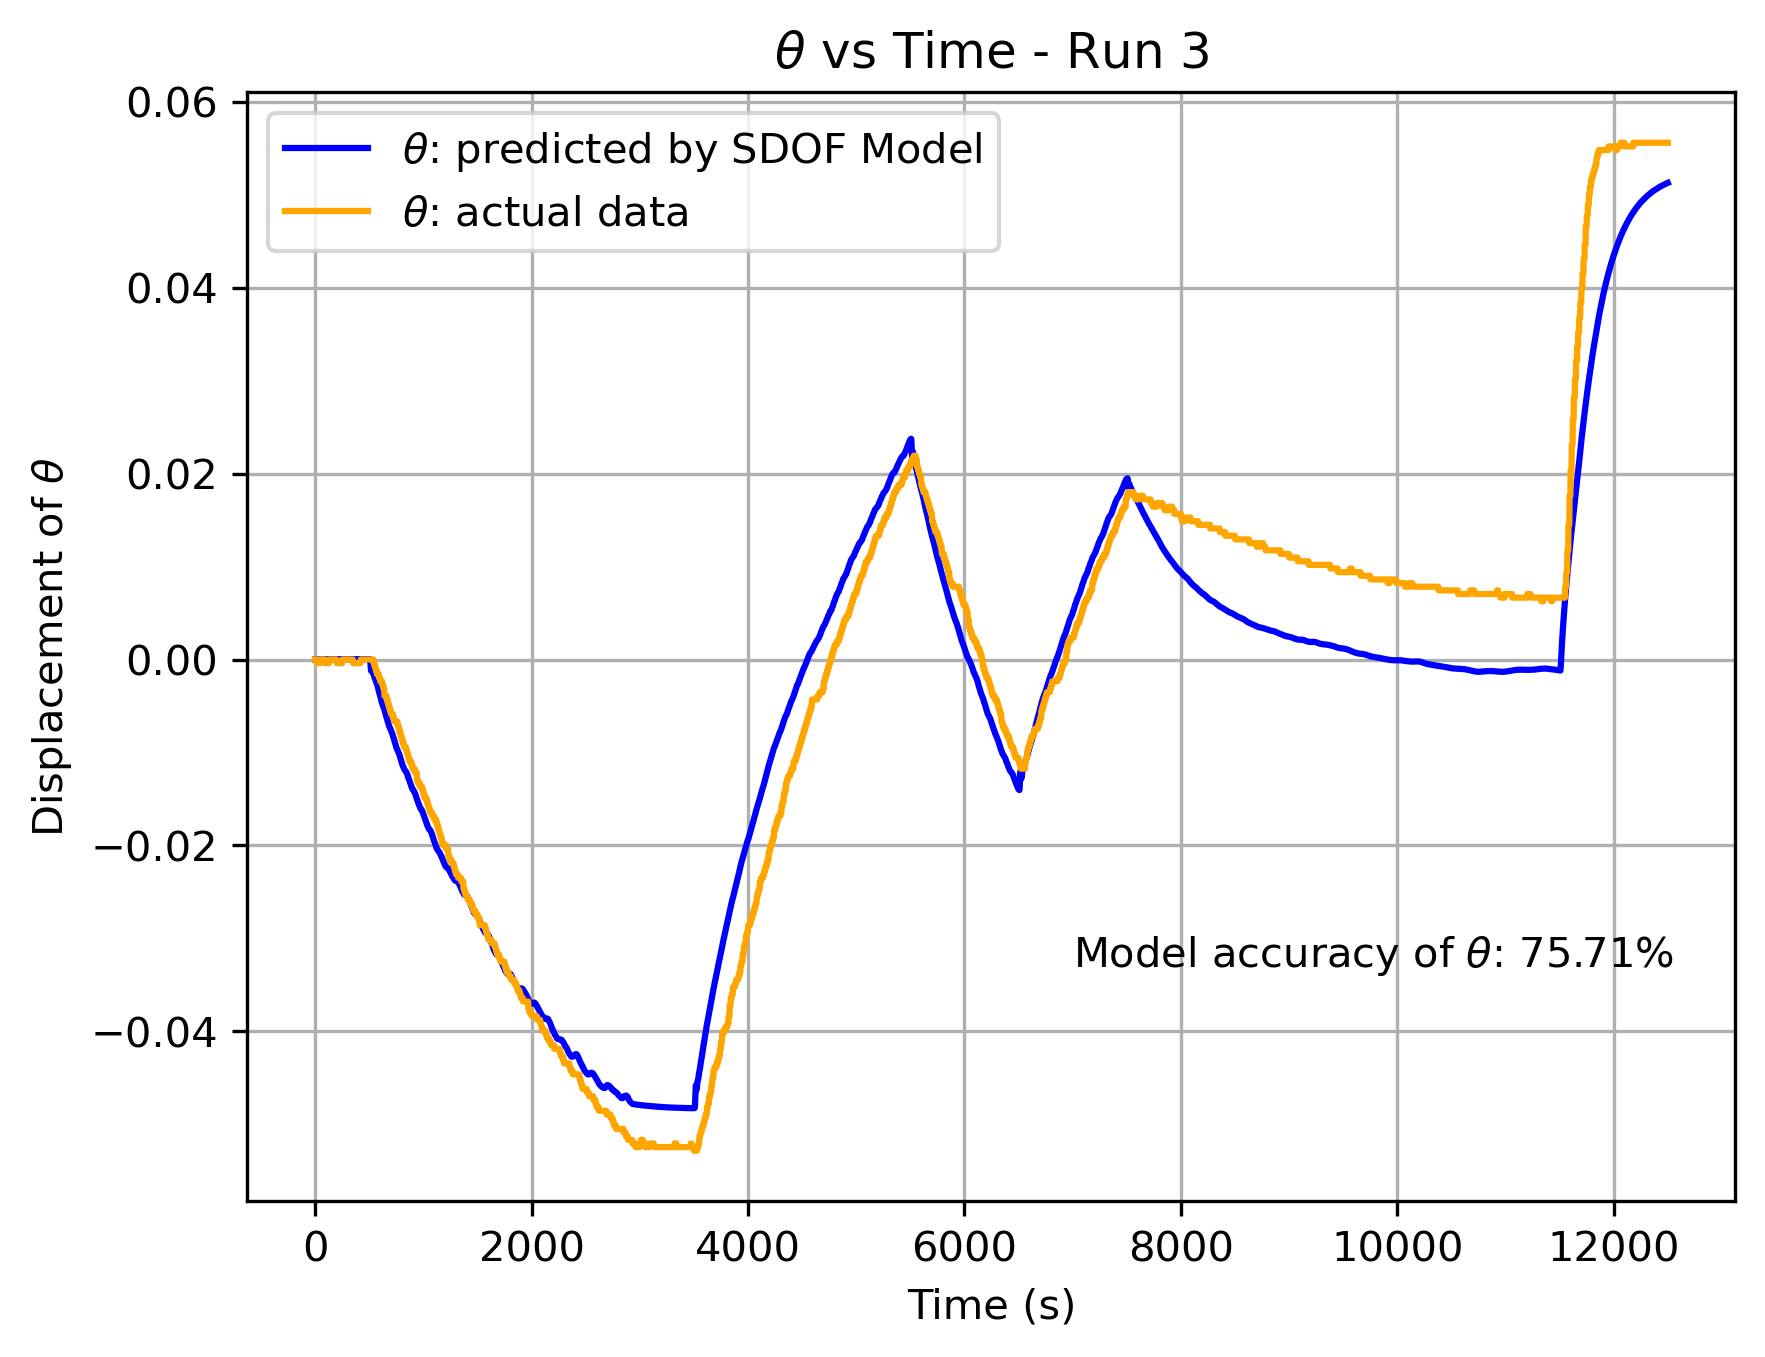 θ vs Time - Run 3
θ: predicted by SDOF Model
θ: actual data
Displacement of θ
0.06
0.04
0.02
0.00
−0.02
−0.04
Model accuracy of θ: 75.71%
0 2000 4000 6000 8000 10000 12000
Time (s)